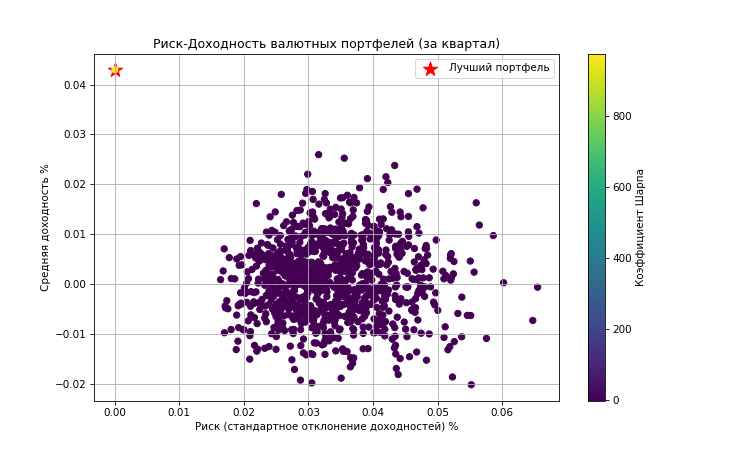 Риск-Доходность валютных портфелей (за квартал)
Лучший портфель
Средняя доходность %
0.04
0.03
0.02
0.01
0.00
−0.01
−0.02
0.00 0.01 0.02 0.03 0.04 0.05 0.06
Риск (стандартное отклонение доходностей) %
800
600
400
200
0
Коэффициент Шарпа